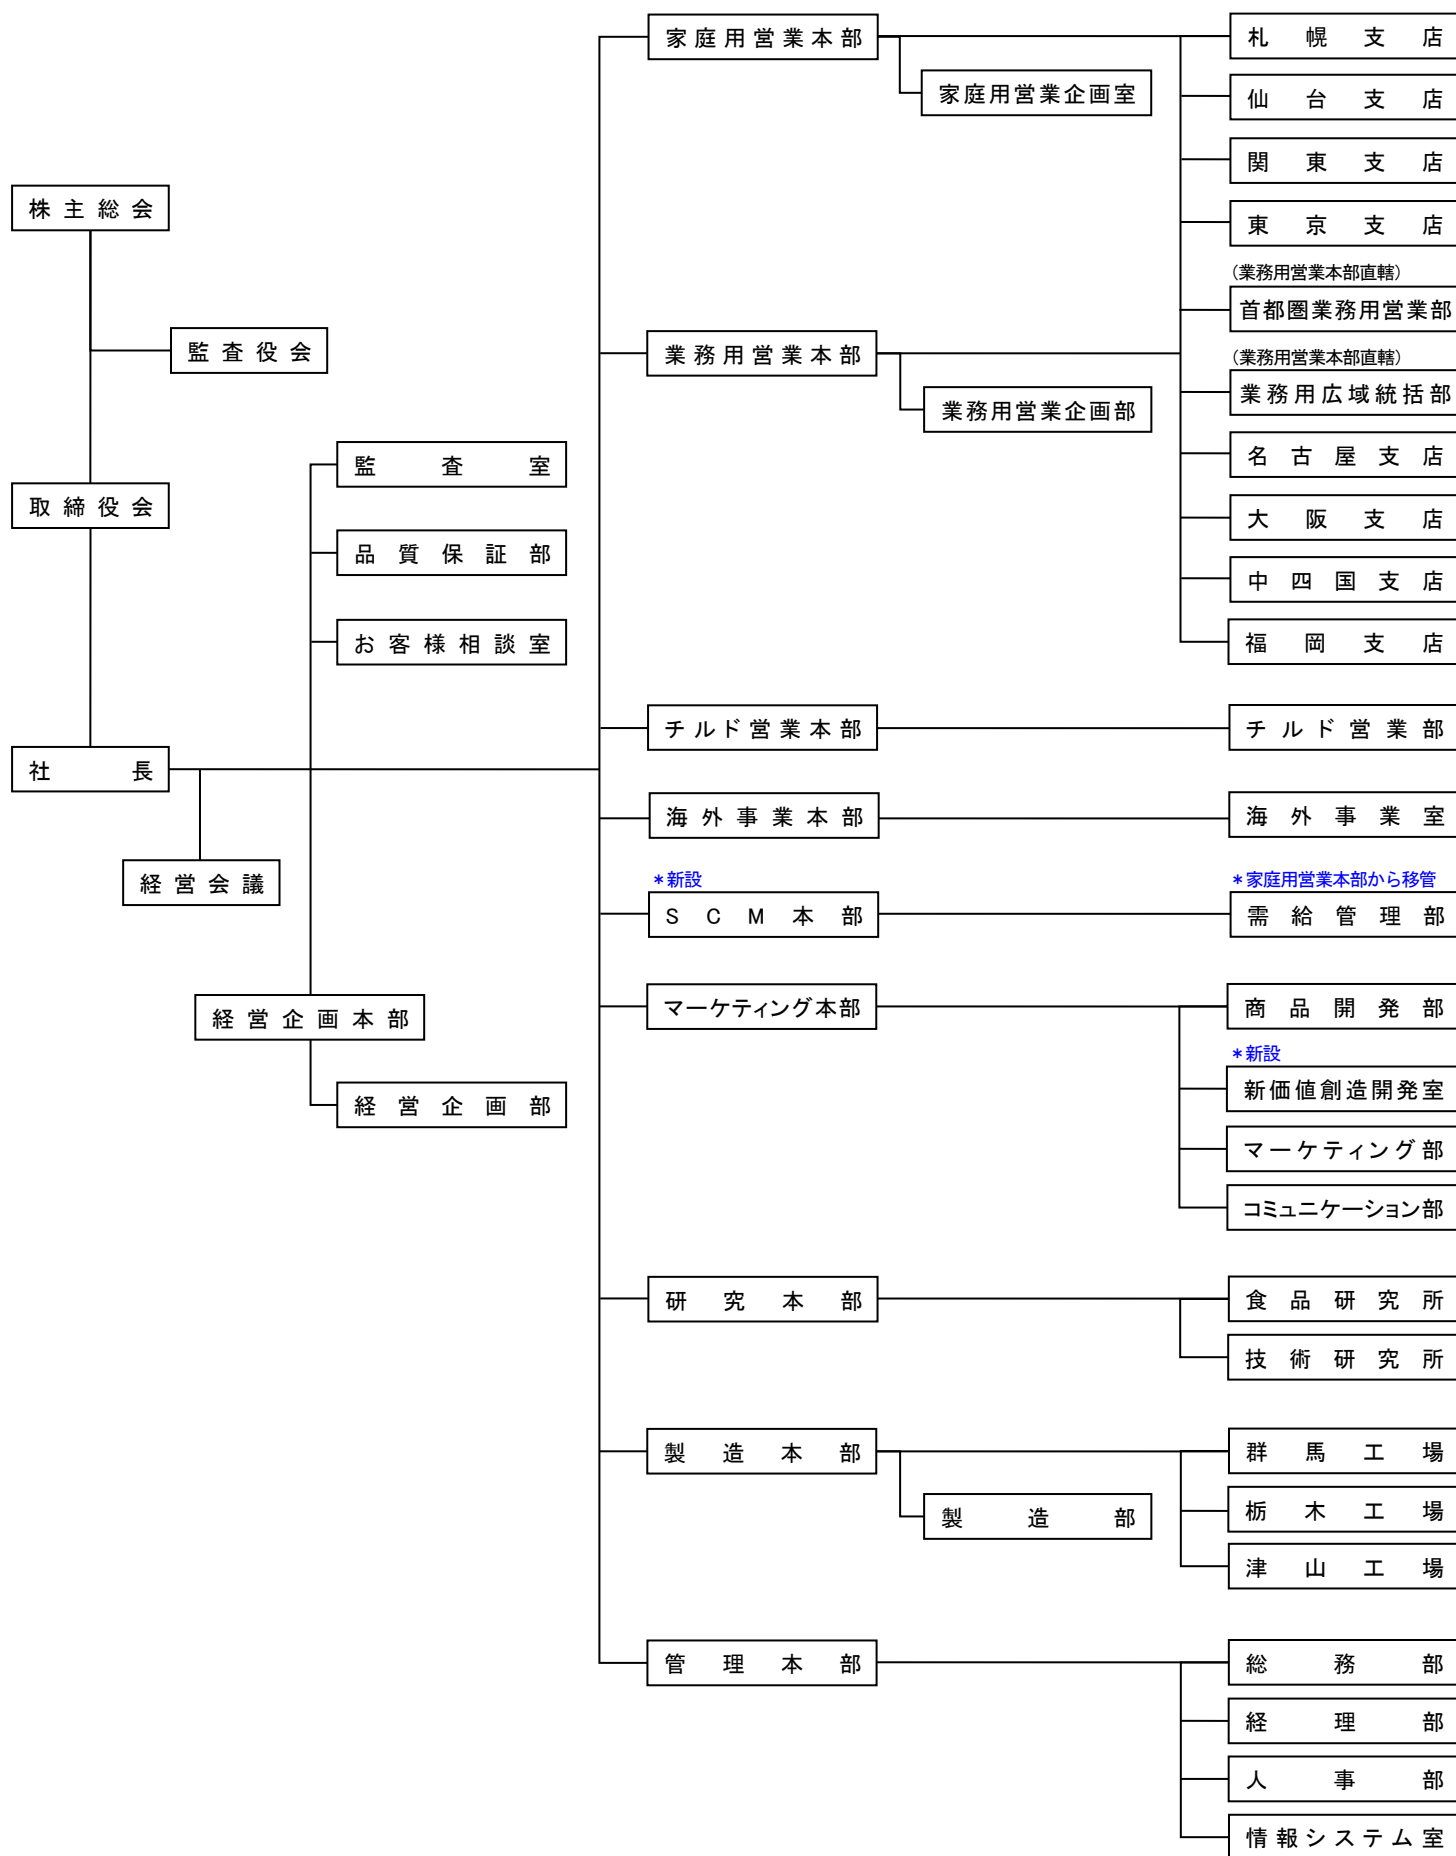 株主総会
監査役会
取締役会
社長
経営会議
監査室
品質保証部
お客様相談室
経営企画本部
経営企画部
家庭用営業本部
家庭用営業企画室
業務用営業本部
業務用営業企画部
札幌支店
仙台支店
関東支店
東京支店
(業務用営業本部直轄)
首都圏業務用営業部
(業務用営業本部直轄)
業務用広域統括部
名古屋支店
大阪支店
中四国支店
福岡支店
チルド営業本部
チルド営業部
海外事業本部
海外事業室
*新設
SCM本部
*家庭用営業本部から移管
需給管理部
マーケティング本部
商品開発部
*新設
新価値創造開発室
マーケティング部
コミュニケーション部
研究本部
食品研究所
技術研究所
製造本部
製造部
群馬工場
栃木工場
津山工場
管理本部
総務部
経理部
人事部
情報システム室